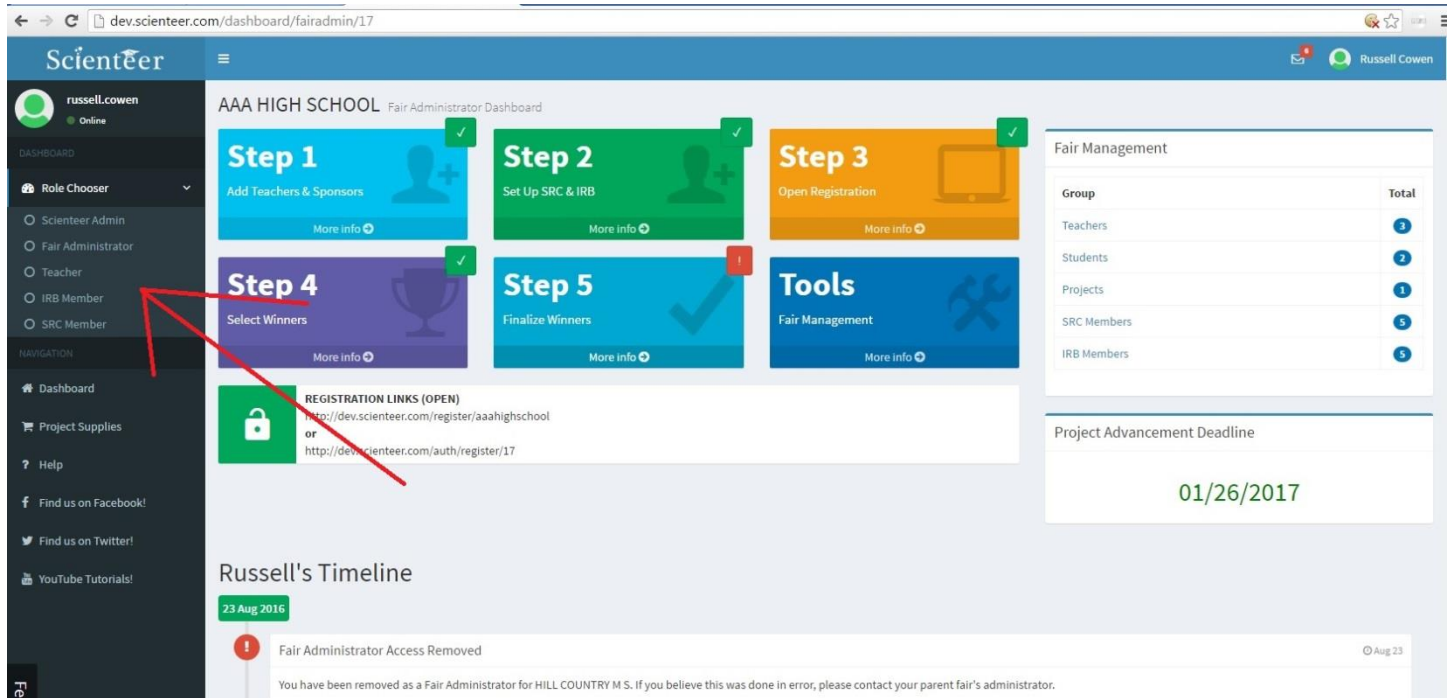 dev.scienteer.com/dashboard/fairadmin/17
Scienteer
Russell Cowen
russell.cowen
Online
DASHBOARD
Role Chooser
Scienteer Admin
Fair Administrator
Teacher
IRB Member
SRC Member
NAVIGATION
Dashboard
Project Supplies
? Help
Find us on Facebook!
Find us on Twitter!
YouTube Tutorials!
AAA HIGH SCHOOL Fair Administrator Dashboard
Step 1
Add Teachers & Sponsors
More info
Step 2
Set Up SRC & IRB
More info
Step 3
Open Registration
More info
Step 4
Select Winners
More info
Step 5
Finalize Winners
More info
Tools
Fair Management
More info
REGISTRATION LINKS (OPEN)
http://dev.scienteer.com/register/aaahighschool
or
http://dev.scienteer.com/auth/register/17
Fair Management
Group Total
Teachers 3
Students 2
Projects 1
SRC Members 5
IRB Members 5
Project Advancement Deadline
01/26/2017
Russell's Timeline
23 Aug 2016
Fair Administrator Access Removed
Aug 23
You have been removed as a Fair Administrator for HILL COUNTRY M S. If you believe this was done in error, please contact your parent fair's administrator.